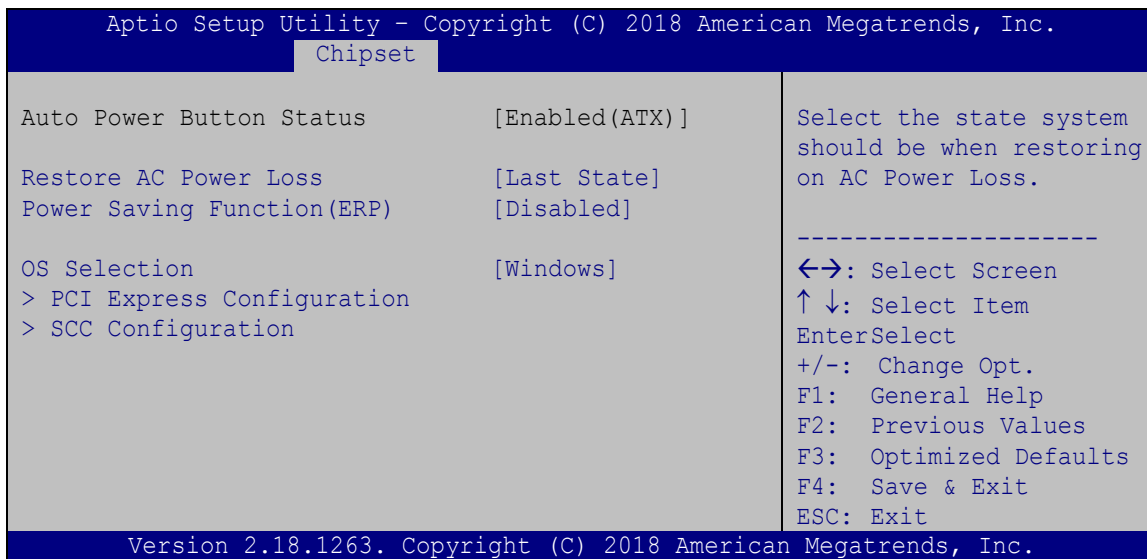 Aptio Setup Utility – Copyright (C) 2018 American Megatrends, Inc.
Chipset
Auto Power Button Status [Enabled(ATX)]
Restore AC Power Loss [Last State]
Power Saving Function(ERP) [Disabled]
OS Selection [Windows]
> PCI Express Configuration
> SCC Configuration
Select the state system
should be when restoring
on AC Power Loss.
---------------------
←→: Select Screen
↑ ↓: Select Item
EnterSelect
+/-: Change Opt.
F1: General Help
F2: Previous Values
F3: Optimized Defaults
F4: Save & Exit
ESC: Exit
Version 2.18.1263. Copyright (C) 2018 American Megatrends, Inc.